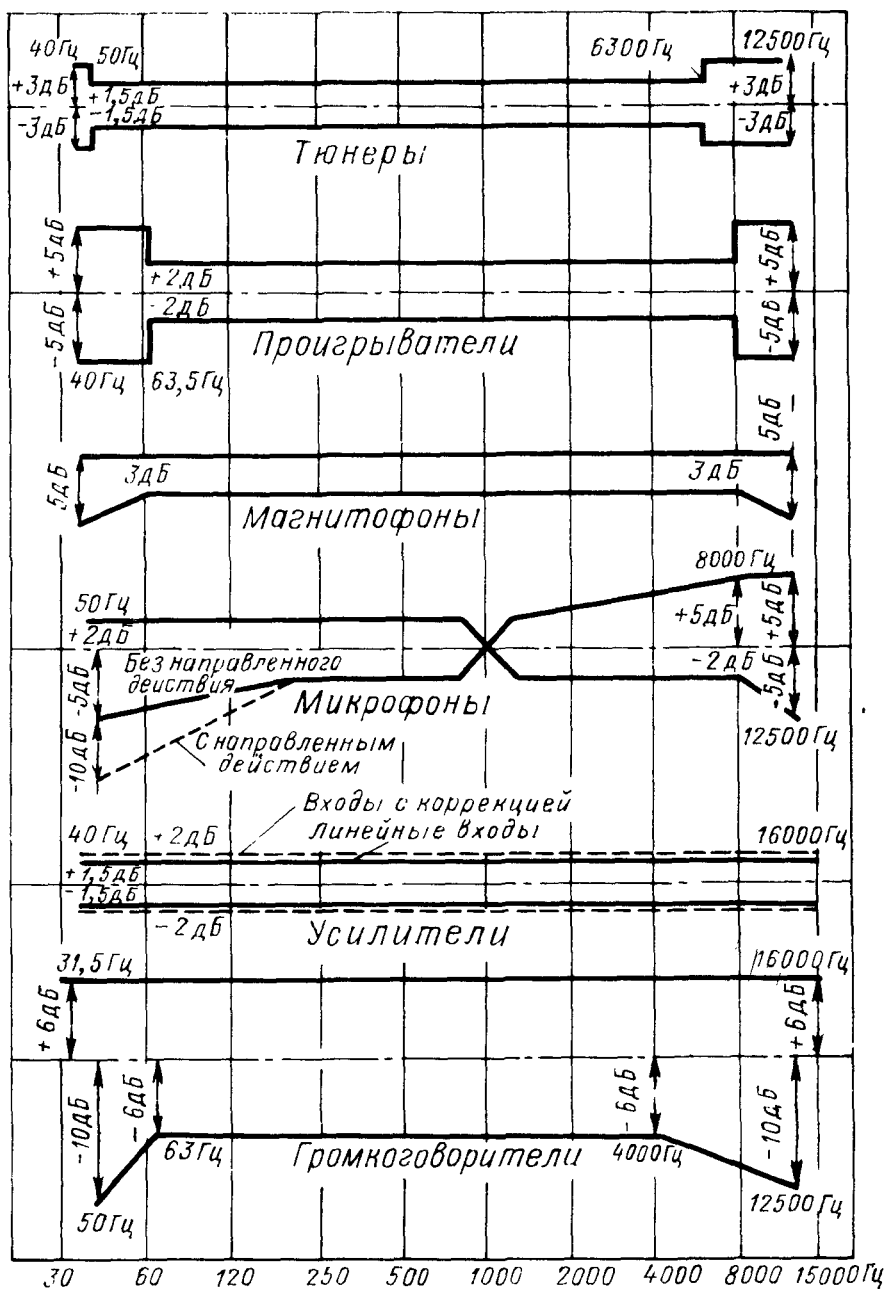 40Гц
50Гц
6300Гц
12500Гц
+3дБ
+1,5дБ
-1,5дБ
-3дБ
+3дБ
-3дБ
Тюнеры
+5дБ
+2дБ
-2дБ
-5дБ
+5дБ
-5дБ
Проигрыватели
40Гц
63,5Гц
5дБ
3дБ
3дБ
5дБ
Магнитофоны
8000Гц
50Гц
+2дБ
+5дБ
+5дБ
-2дБ
-5дБ
Без направленного
действия
-5дБ
Микрофоны
12500Гц
-10дБ
С направленным
действием
Входы с коррекцией
линейные входы
40Гц
+2дБ
16000Гц
+1,5дБ
-1,5дБ
-2дБ
Усилители
31,5Гц
16000Гц
+6дБ
+6дБ
-10дБ
-6дБ
-6дБ
-10дБ
63Гц
Громкоговорители
4000Гц
50Гц
12500Гц
30 60 120 250 500 1000 2000 4000 8000 15000Гц